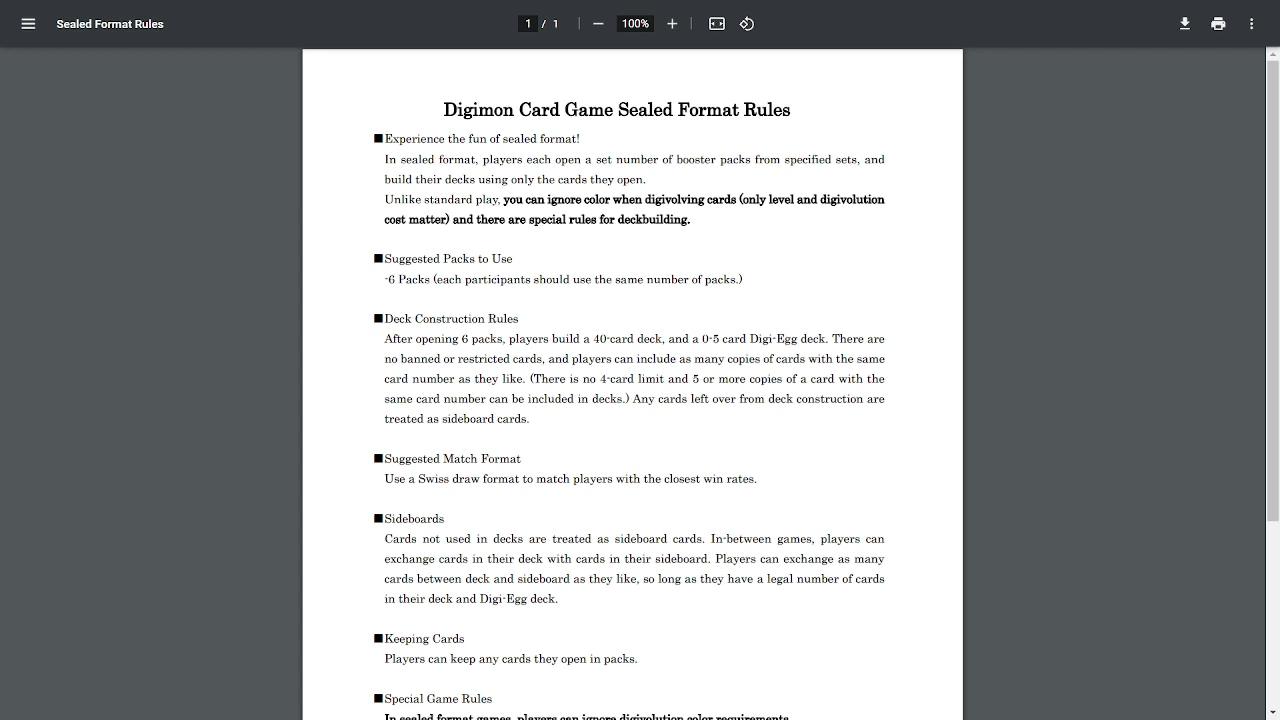 Sealed Format Rules
1 / 1
100%
Digimon Card Game Sealed Format Rules
■Experience the fun of sealed format!
In sealed format, players each open a set number of booster packs from specified sets, and
build their decks using only the cards they open.
Unlike standard play, you can ignore color when digivolving cards (only level and digivolution
cost matter) and there are special rules for deckbuilding.
■Suggested Packs to Use
-6 Packs (each participants should use the same number of packs.)
■Deck Construction Rules
After opening 6 packs, players build a 40-card deck, and a 0-5 card Digi-Egg deck. There are
no banned or restricted cards, and players can include as many copies of cards with the same
card number as they like. (There is no 4-card limit and 5 or more copies of a card with the
same card number can be included in decks.) Any cards left over from deck construction are
treated as sideboard cards.
■Suggested Match Format
Use a Swiss draw format to match players with the closest win rates.
■Sideboards
Cards not used in decks are treated as sideboard cards. In-between games, players can
exchange cards in their deck with cards in their sideboard. Players can exchange as many
cards between deck and sideboard as they like, so long as they have a legal number of cards
in their deck and Digi-Egg deck.
■Keeping Cards
Players can keep any cards they open in packs.
■Special Game Rules
In sealed format games, players can ignore digivolution color requirements.